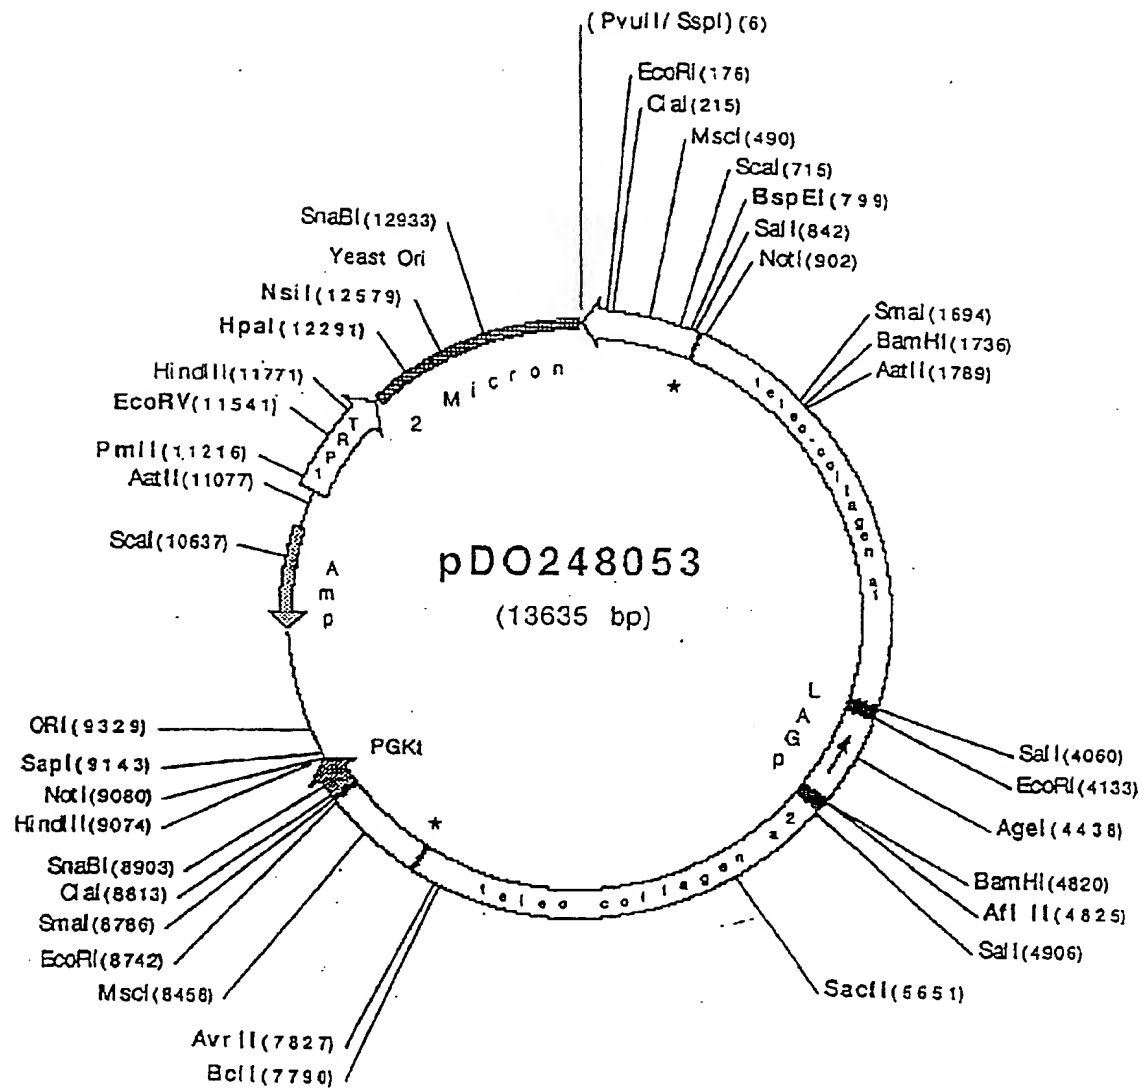 (PvuII/SspI) (6)
EcoRI(176)
ClaI(215)
MscI(490)
ScaI(715)
BspEI(799)
SalI(842)
NotI(902)
SmaI(1694)
BamHI(1736)
AatII(1789)
SnaBI(12933)
Yeast Ori
NsiI(12579)
HpaI(12291)
HindIII(11771)
EcoRV(11541)
PmlI(11216)
AatII(11077)
ScaI(10637)
2 Micron
TRP1
Amp
*
teleo-collagen a1
pDO248053
(13635 bp)
pGAL
SalI(4060)
EcoRI(4133)
AgeI(4438)
BamHI(4820)
Afl II(4825)
SalI(4906)
SacII(5651)
teleo collagen a2
*
PGKt
ORI(9329)
SapI(9143)
NotI(9080)
HindIII(9074)
SnaBI(8903)
ClaI(8813)
SmaI(8786)
EcoRI(8742)
MscI(8458)
AvrII(7827)
BclI(7790)